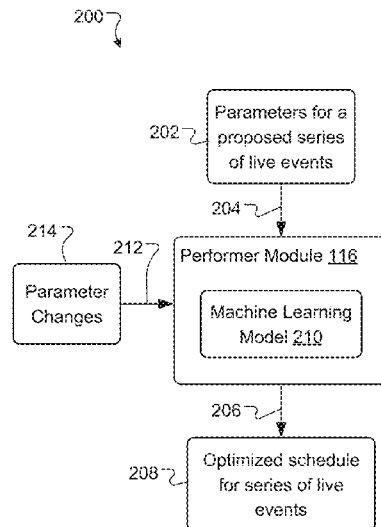 200
202
Parameters for a
proposed series
of live events
204
214
212
Parameter
Changes
Performer Module 116
Machine Learning
Model 210
206
208
Optimized schedule
for series of live
events